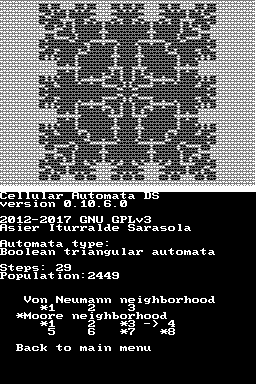 Cellular Automata DS
version 0.10.6.0
2012-2017 GNU GPLv3
Asier Iturralde Sarasola
Automata type:
Boolean triangular automata
Steps: 29
Population:2449
Von Neumann neighborhood
*1 2 3
*Moore neighborhood
*1 2 *3 -> 4
5 6 *7 *8
Back to main menu